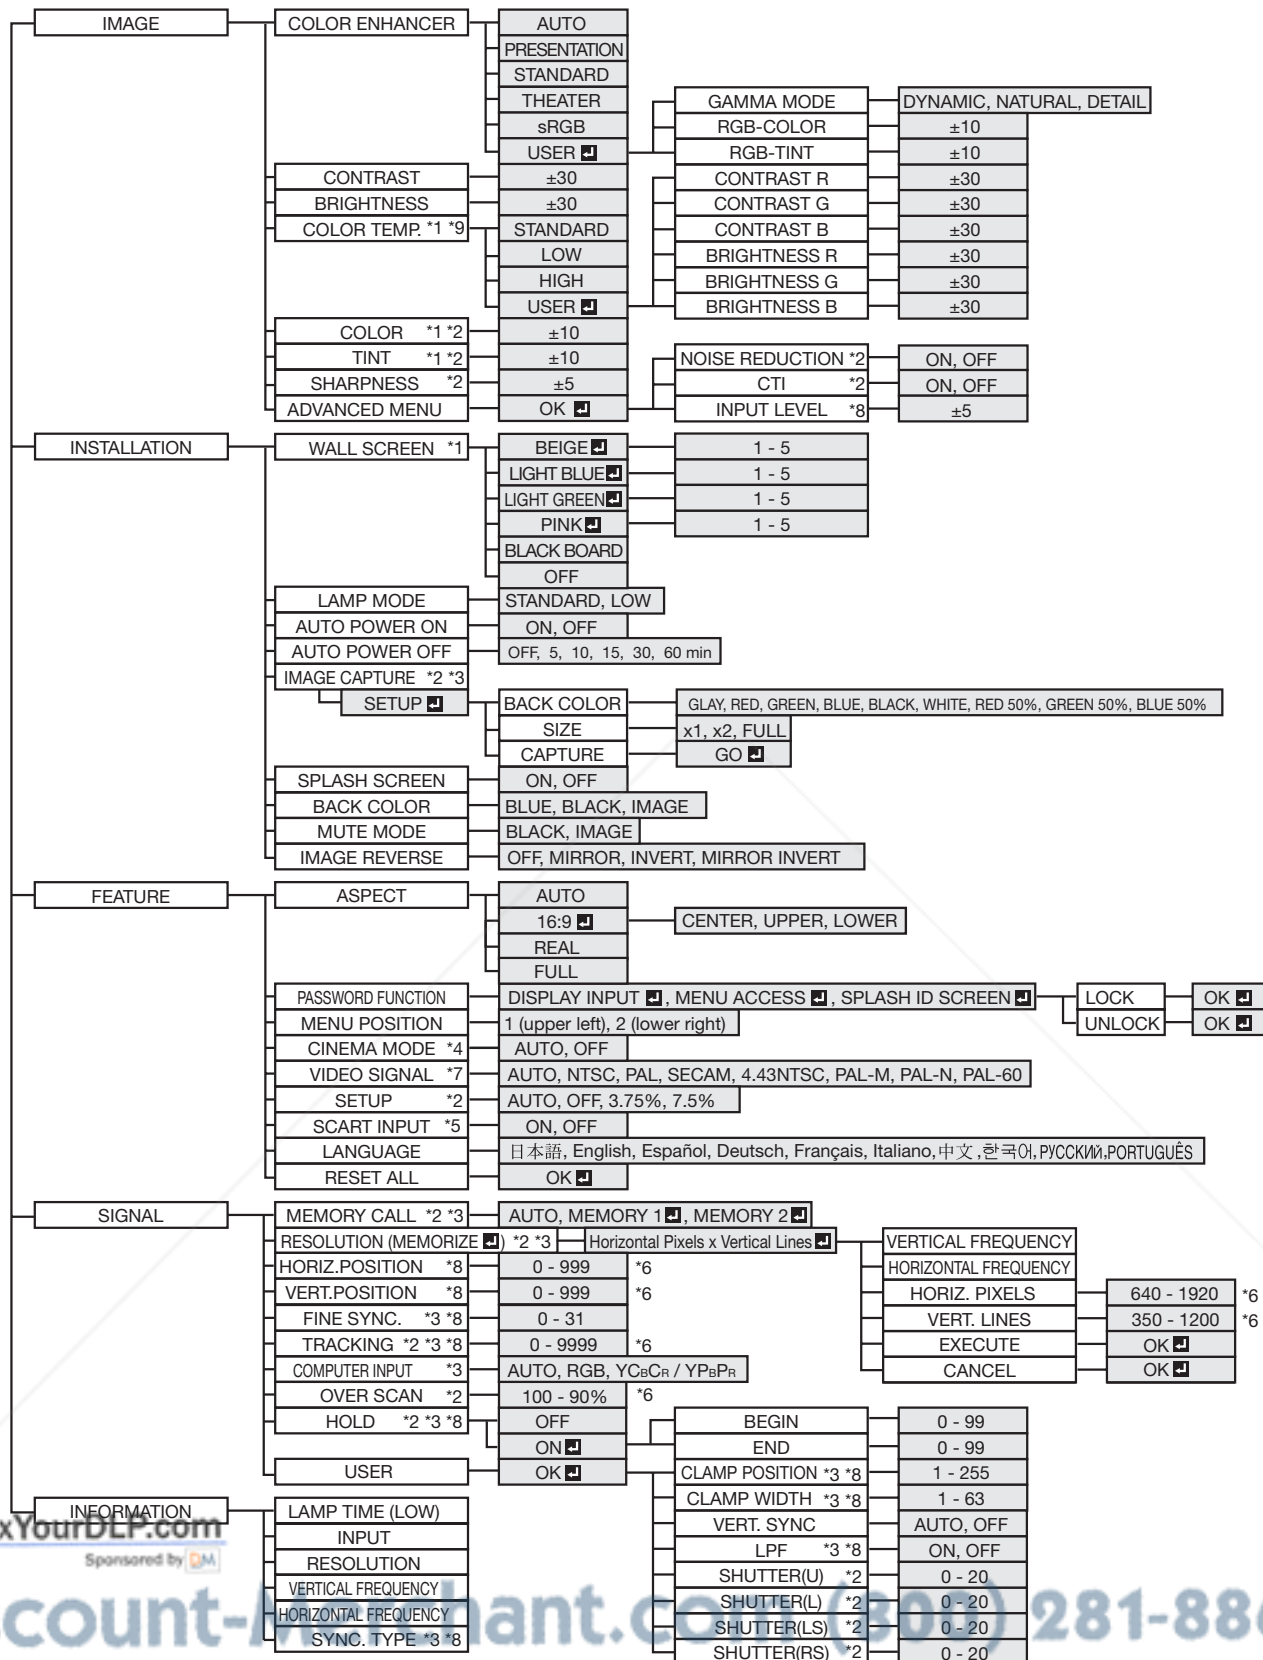 IMAGE COLOR ENHANCER AUTO
PRESENTATION
STANDARD
THEATER GAMMA MODE DYNAMIC, NATURAL, DETAIL
sRGB RGB-COLOR ±10
USER RGB-TINT ±10
CONTRAST ±30 CONTRAST R ±30
BRIGHTNESS ±30 CONTRAST G ±30
COLOR TEMP. *1 *9 STANDARD CONTRAST B ±30
LOW BRIGHTNESS R ±30
HIGH BRIGHTNESS G ±30
USER BRIGHTNESS B ±30
COLOR *1 *2 ±10
TINT *1 *2 ±10 NOISE REDUCTION *2 ON, OFF
SHARPNESS *2 ±5 CTI *2 ON, OFF
ADVANCED MENU OK INPUT LEVEL *8 ±5
INSTALLATION WALL SCREEN *1 BEIGE 1 - 5
LIGHT BLUE 1 - 5
LIGHT GREEN 1 - 5
PINK 1 - 5
BLACK BOARD
OFF
LAMP MODE STANDARD, LOW
AUTO POWER ON ON, OFF
AUTO POWER OFF OFF, 5, 10, 15, 30, 60 min
IMAGE CAPTURE *2 *3
SETUP BACK COLOR GLAY, RED, GREEN, BLUE, BLACK, WHITE, RED 50%, GREEN 50%, BLUE 50%
SIZE x1, x2, FULL
CAPTURE GO
SPLASH SCREEN ON, OFF
BACK COLOR BLUE, BLACK, IMAGE
MUTE MODE BLACK, IMAGE
IMAGE REVERSE OFF, MIRROR, INVERT, MIRROR INVERT
FEATURE ASPECT AUTO
16:9 CENTER, UPPER, LOWER
REAL
FULL
PASSWORD FUNCTION DISPLAY INPUT , MENU ACCESS , SPLASH ID SCREEN LOCK OK
MENU POSITION 1 (upper left), 2 (lower right) UNLOCK OK
CINEMA MODE *4 AUTO, OFF
VIDEO SIGNAL *7 AUTO, NTSC, PAL, SECAM, 4.43NTSC, PAL-M, PAL-N, PAL-60
SETUP *2 AUTO, OFF, 3.75%, 7.5%
SCART INPUT *5 ON, OFF
LANGUAGE 日本語, English, Español, Deutsch, Français, Italiano, 中文 ,한국어, РУССКИЙ,PORTUGUÊS
RESET ALL OK
SIGNAL MEMORY CALL *2 *3 AUTO, MEMORY 1 , MEMORY 2
RESOLUTION (MEMORIZE ) *2 *3 Horizontal Pixels x Vertical Lines VERTICAL FREQUENCY
HORIZ.POSITION *8 0 - 999 *6 HORIZONTAL FREQUENCY
VERT.POSITION *8 0 - 999 *6 HORIZ. PIXELS 640 - 1920 *6
FINE SYNC. *3 *8 0 - 31 VERT. LINES 350 - 1200 *6
TRACKING *2 *3 *8 0 - 9999 *6 EXECUTE OK
COMPUTER INPUT *3 AUTO, RGB, YCBCR / YPBPR CANCEL OK
OVER SCAN *2 100 - 90% *6
HOLD *2 *3 *8 OFF BEGIN 0 - 99
ON END 0 - 99
USER OK CLAMP POSITION *3 *8 1 - 255
INFORMATION LAMP TIME (LOW) CLAMP WIDTH *3 *8 1 - 63
INPUT VERT. SYNC AUTO, OFF
RESOLUTION LPF *3 *8 ON, OFF
VERTICAL FREQUENCY SHUTTER(U) *2 0 - 20
HORIZONTAL FREQUENCY SHUTTER(L) *2 0 - 20
SYNC. TYPE *3 *8 SHUTTER(LS) *2 0 - 20
SHUTTER(RS) *2 0 - 20
xYourDLP.com
Sponsored by DM
count-Merchant.com (800) 281-886